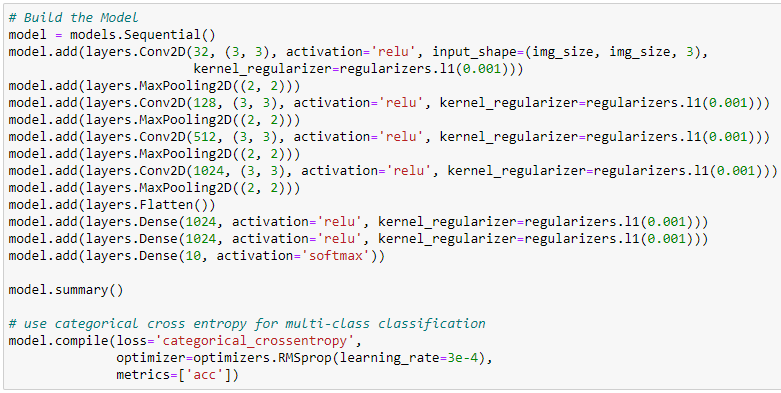 # Build the Model
model = models.Sequential()
model.add(layers.Conv2D(32, (3, 3), activation='relu', input_shape=(img_size, img_size, 3),
                        kernel_regularizer=regularizers.l1(0.001)))
model.add(layers.MaxPooling2D((2, 2)))
model.add(layers.Conv2D(128, (3, 3), activation='relu', kernel_regularizer=regularizers.l1(0.001)))
model.add(layers.MaxPooling2D((2, 2)))
model.add(layers.Conv2D(512, (3, 3), activation='relu', kernel_regularizer=regularizers.l1(0.001)))
model.add(layers.MaxPooling2D((2, 2)))
model.add(layers.Conv2D(1024, (3, 3), activation='relu', kernel_regularizer=regularizers.l1(0.001)))
model.add(layers.MaxPooling2D((2, 2)))
model.add(layers.Flatten())
model.add(layers.Dense(1024, activation='relu', kernel_regularizer=regularizers.l1(0.001)))
model.add(layers.Dense(1024, activation='relu', kernel_regularizer=regularizers.l1(0.001)))
model.add(layers.Dense(10, activation='softmax'))

model.summary()

# use categorical cross entropy for multi-class classification
model.compile(loss='categorical_crossentropy',
              optimizer=optimizers.RMSprop(learning_rate=3e-4),
              metrics=['acc'])